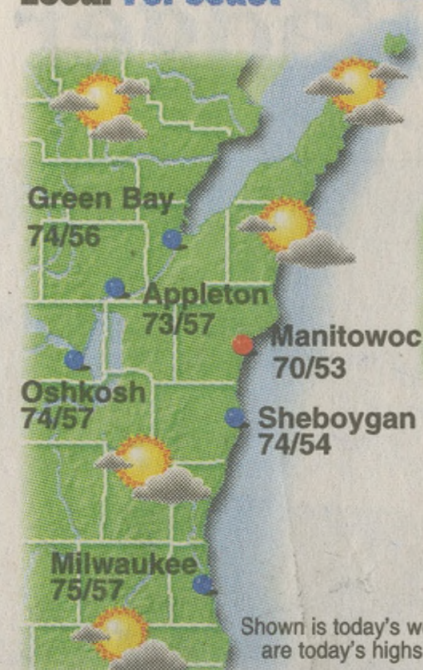 Green Bay
74/56
Appleton
73/57
Manitowoc
70/53
Oshkosh
74/57
Sheboygan
74/54
Milwaukee
75/57
Shown is today's
are today's highs